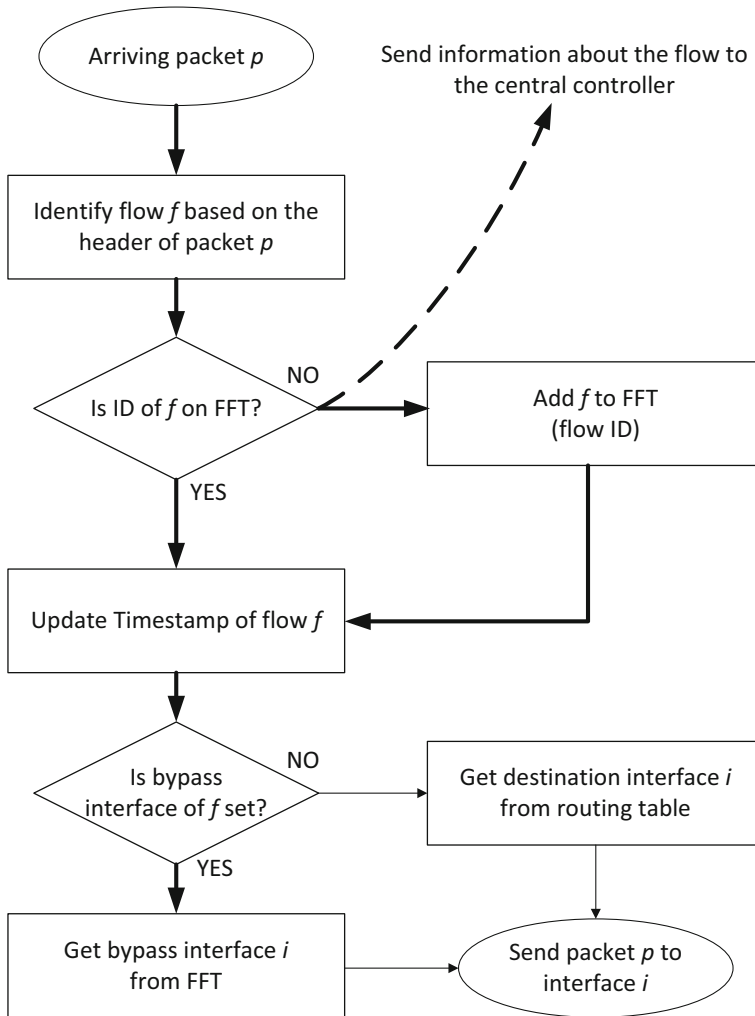 Arriving packet p
Send information about the flow to
the central controller
Identify flow f based on the
header of packet p
NO
Is ID of f on FFT?
Add f to FFT
(flow ID)
YES
Update Timestamp of flow f
NO
Is bypass
interface of f set?
Get destination interface i
from routing table
YES
Get bypass interface i
from FFT
Send packet p to
interface i